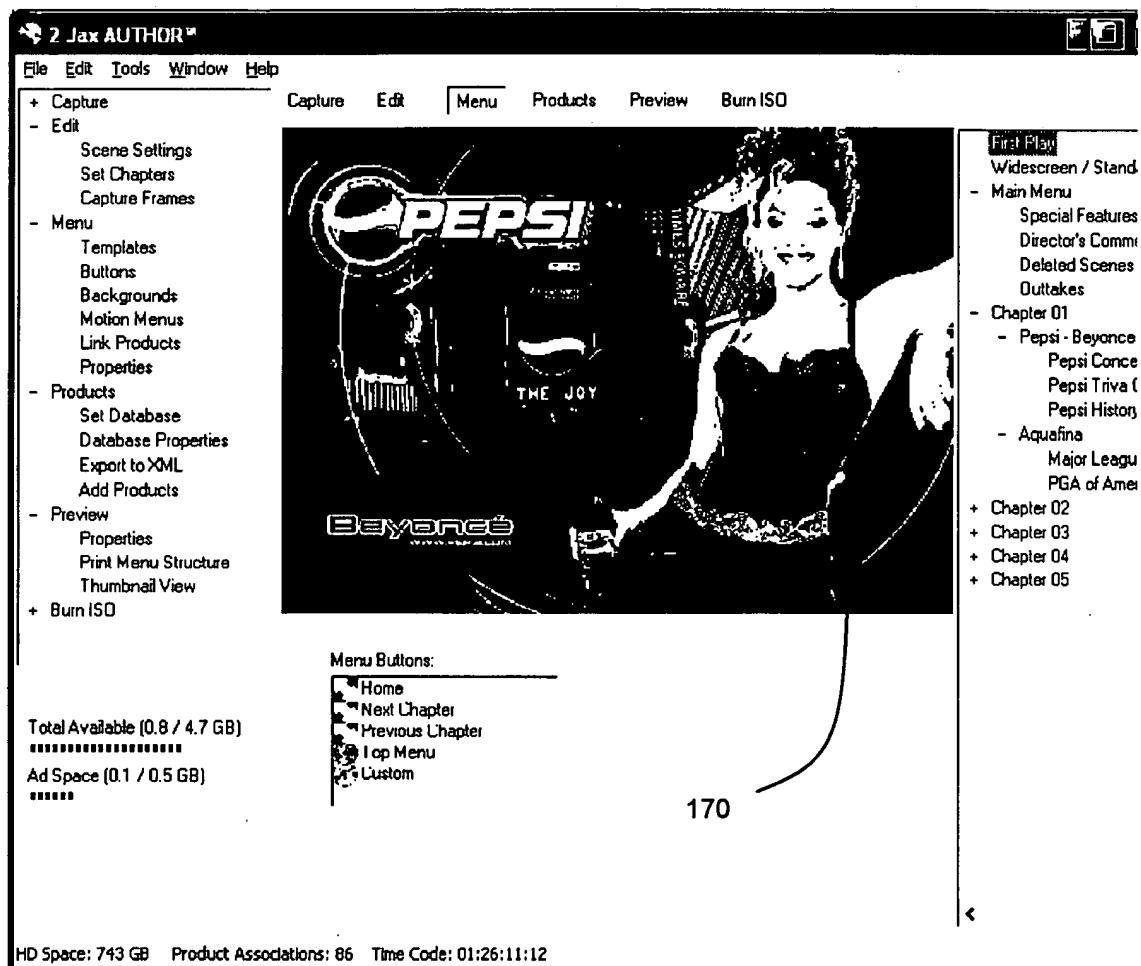 2 Jax AUTHOR℠
File Edit Tools Window Help
+ Capture
- Edit
Scene Settings
Set Chapters
Capture Frames
- Menu
Templates
Buttons
Backgrounds
Motion Menus
Link Products
Properties
- Products
Set Database
Database Properties
Export to XML
Add Products
- Preview
Properties
Print Menu Structure
Thumbnail View
+ Burn ISO
Total Available (0.8 / 4.7 GB)
Ad Space (0.1 / 0.5 GB)
Capture Edit Menu Products Preview Burn ISO
PEPSI
THE JOY
Beyoncé
Menu Buttons:
Home
Next Chapter
Previous Chapter
Top Menu
Custom
170
First Play
Widescreen / Stand
- Main Menu
Special Features
Director's Comme
Deleted Scenes
Outtakes
- Chapter 01
- Pepsi - Beyonce
Pepsi Conce
Pepsi Triva
Pepsi History
- Aquafina
Major Leagu
PGA of Amer
+ Chapter 02
+ Chapter 03
+ Chapter 04
+ Chapter 05
HD Space: 743 GB Product Associations: 86 Time Code: 01:26:11:12